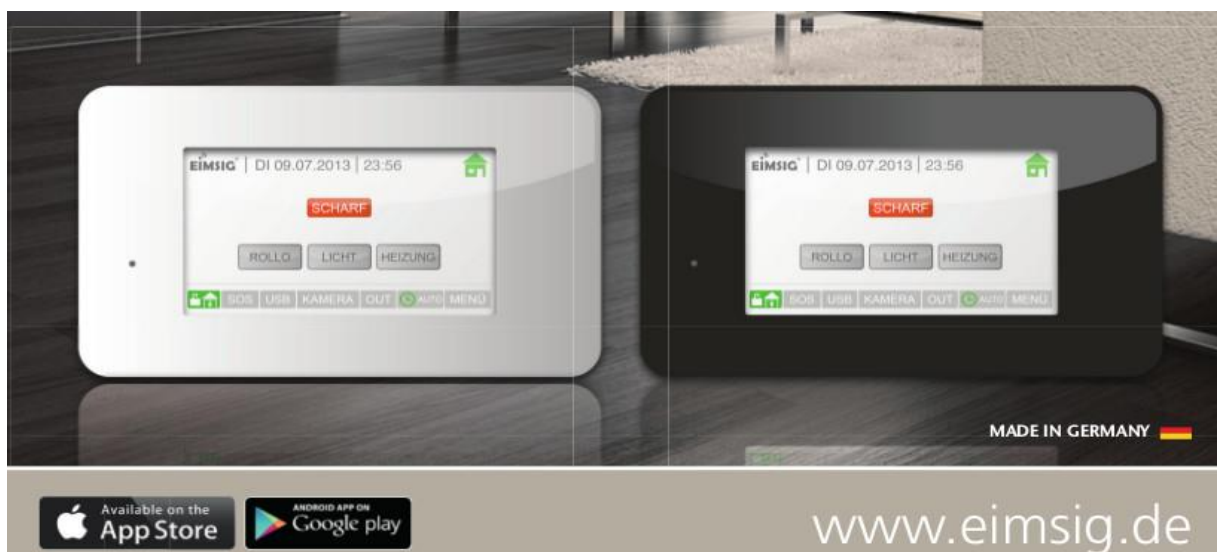 EIMSIG | DI 09.07.2013 | 23:56
SCHARF
ROLLO LICHT HEIZUNG
SOS USB KAMERA OUT AUTO MENÜ
EIMSIG | DI 09.07.2013 | 23:56
SCHARF
ROLLO LICHT HEIZUNG
SOS USB KAMERA OUT AUTO MENÜ
MADE IN GERMANY
Available on the
App Store
ANDROID APP ON
Google play
www.eimsig.de